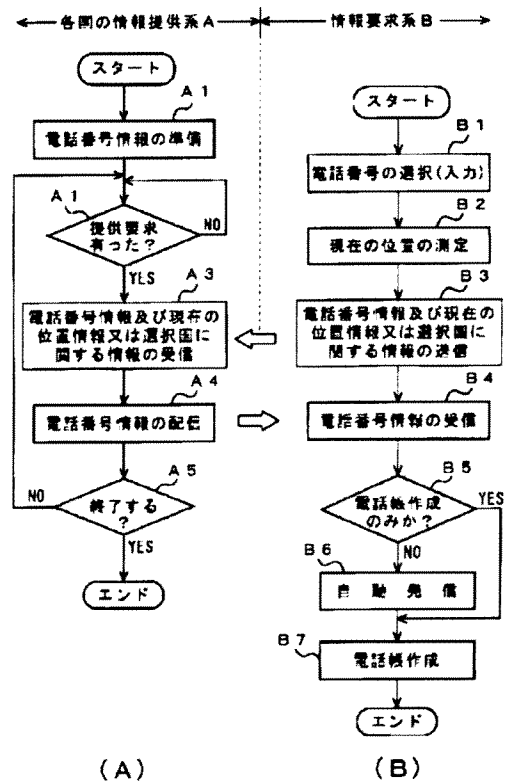 各国の情報提供系A
情報要求系B
スタート
A1
電話番号情報の準備
A1
提供要求
有った?
NO
YES
A3
電話番号情報及び現在の
位置情報又は選択国に
関する情報の受信
A4
電話番号情報の配信
A5
終了する
?
NO
YES
エンド
(A)
スタート
B1
電話番号の選択(入力)
B2
現在の位置の測定
B3
電話番号情報及び現在の
位置情報又は選択国に
関する情報の送信
B4
電話番号情報の受信
B5
電話帳作成
のみか?
YES
NO
B6
自動発信
B7
電話帳作成
エンド
(B)